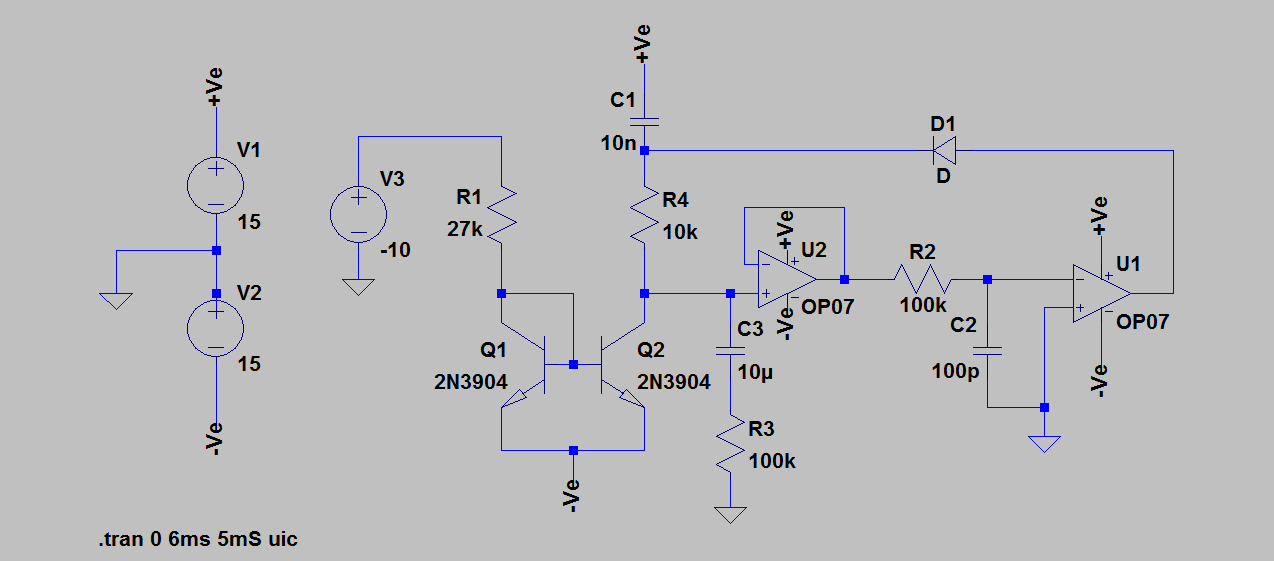 +Ve
V1
15
V2
15
-Ve
V3
-10
R1
27k
Q1
2N3904
-Ve
+Ve
C1
10n
R4
10k
Q2
2N3904
C3
10µ
R3
100k
+Ve
U2
OP07
-Ve
R2
100k
C2
100p
D1
D
+Ve
U1
OP07
-Ve
.tran 0 6ms 5mS uic